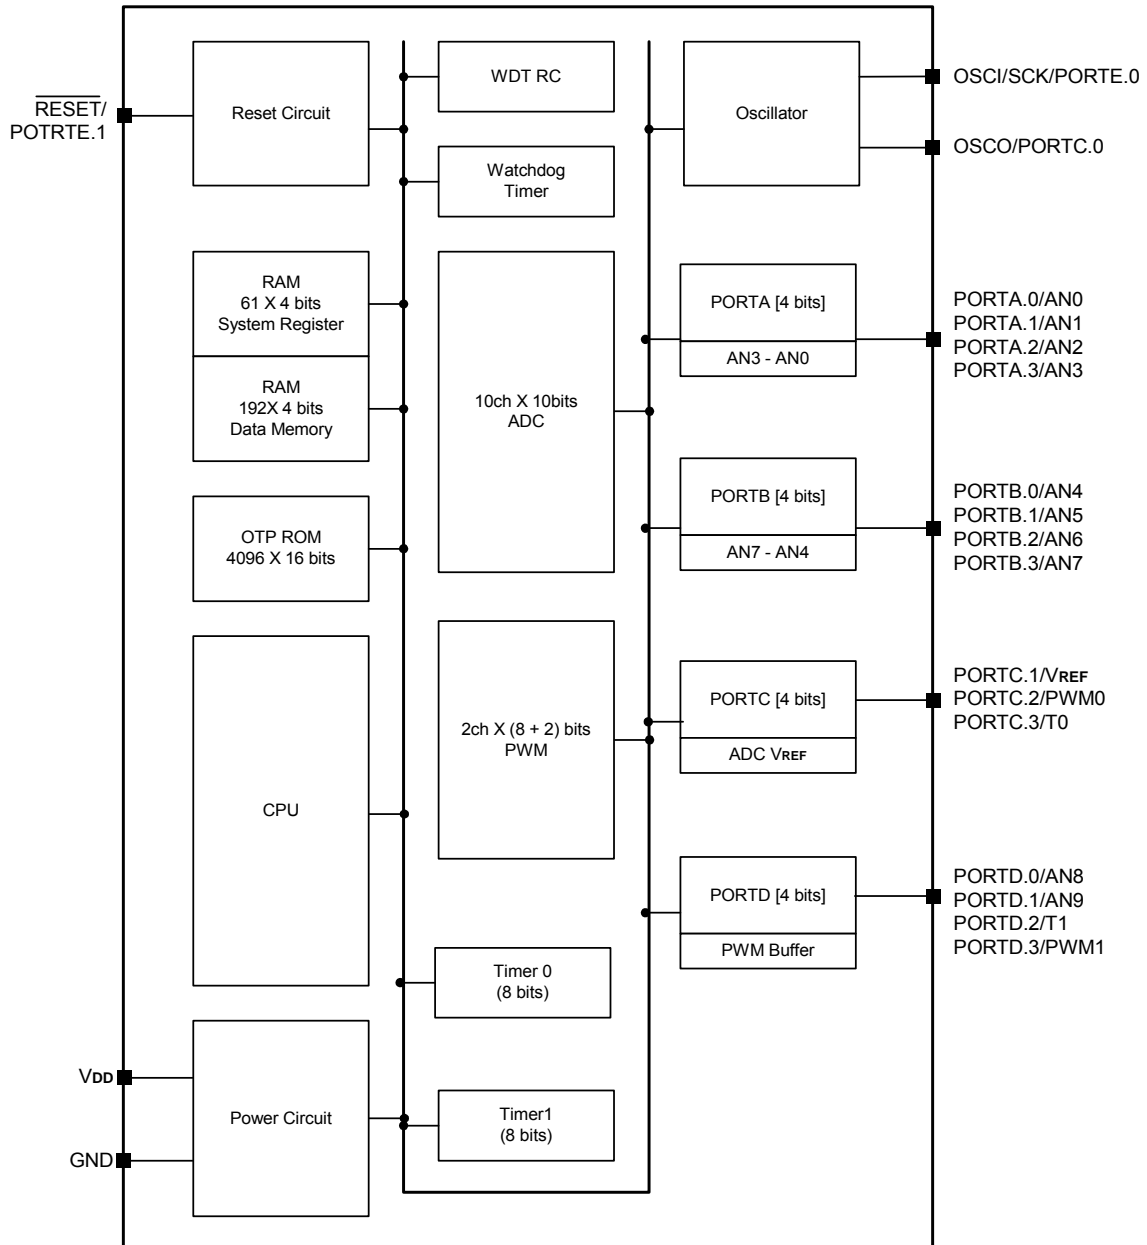 RESET/
POTRTE.1
Reset Circuit
WDT RC
Watchdog
Timer
Oscillator
OSCI/SCK/PORTE.0
OSCO/PORTC.0
RAM
61 X 4 bits
System Register
RAM
192X 4 bits
Data Memory
OTP ROM
4096 X 16 bits
CPU
10ch X 10bits
ADC
2ch X (8 + 2) bits
PWM
PORTA [4 bits]
AN3 - AN0
PORTA.0/AN0
PORTA.1/AN1
PORTA.2/AN2
PORTA.3/AN3
PORTB [4 bits]
AN7 - AN4
PORTB.0/AN4
PORTB.1/AN5
PORTB.2/AN6
PORTB.3/AN7
PORTC [4 bits]
ADC VREF
PORTC.1/VREF
PORTC.2/PWM0
PORTC.3/T0
PORTD [4 bits]
PWM Buffer
PORTD.0/AN8
PORTD.1/AN9
PORTD.2/T1
PORTD.3/PWM1
Timer 0
(8 bits)
VDD
GND
Power Circuit
Timer1
(8 bits)